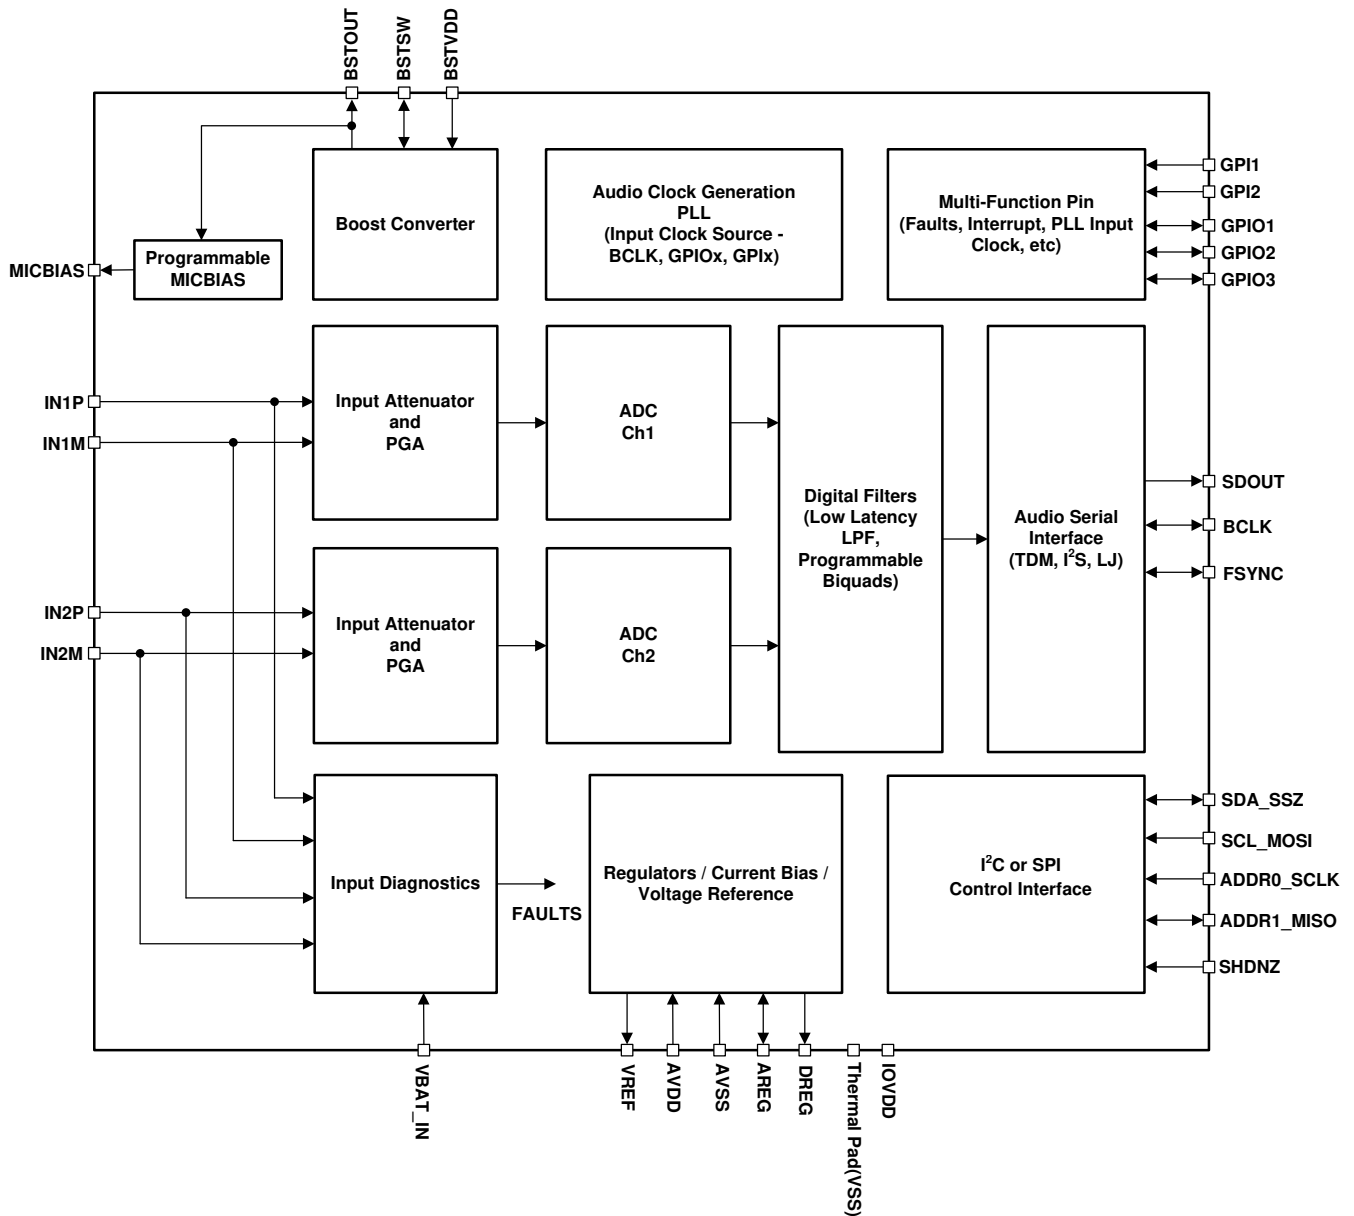 BSTOUT
BSTSW
BSTVDD
Boost Converter
Audio Clock Generation
PLL
(Input Clock Source -
BCLK, GPIOx, GPIx)
Multi-Function Pin
(Faults, Interrupt, PLL Input
Clock, etc)
GPI1
GPI2
GPIO1
GPIO2
GPIO3
MICBIAS
Programmable
MICBIAS
IN1P
IN1M
Input Attenuator
and
PGA
ADC
Ch1
Digital Filters
(Low Latency
LPF,
Programmable
Biquads)
Audio Serial
Interface
(TDM, I²S, LJ)
SDOUT
BCLK
FSYNC
IN2P
IN2M
Input Attenuator
and
PGA
ADC
Ch2
Input Diagnostics
FAULTS
Regulators / Current Bias /
Voltage Reference
I²C or SPI
Control Interface
SDA_SSZ
SCL_MOSI
ADDR0_SCLK
ADDR1_MISO
SHDNZ
VBAT_IN
VREF
AVDD
AVSS
AREG
DREG
Thermal Pad(VSS)
IOVDD